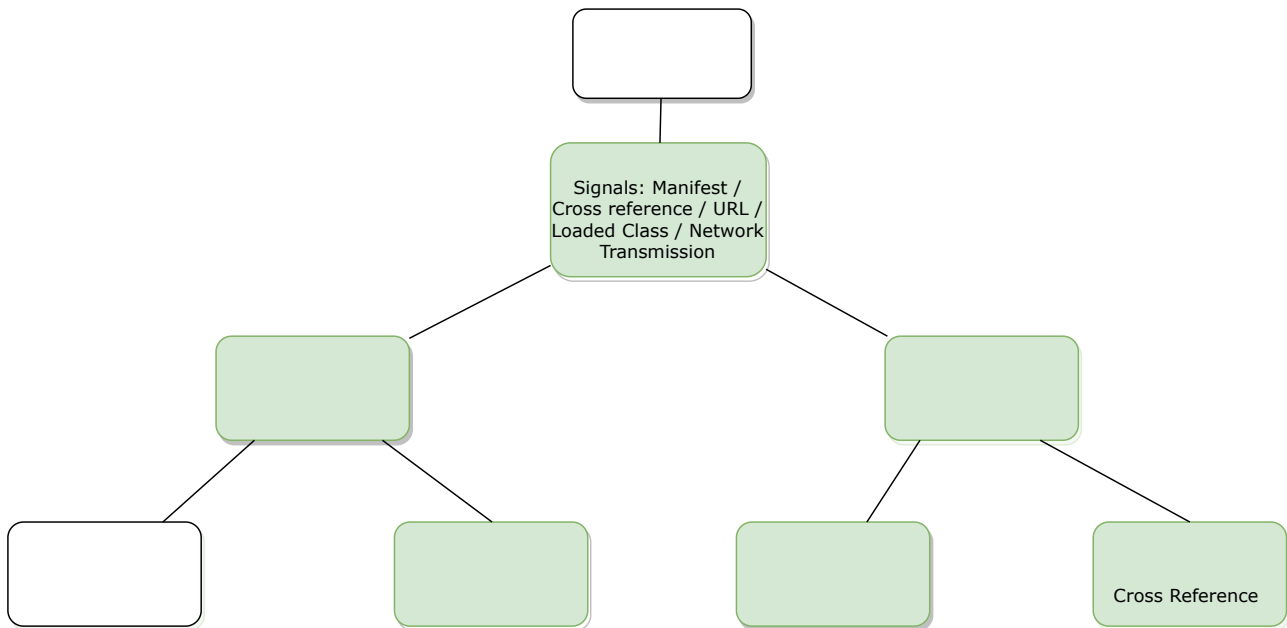 Signals: Manifest /
Cross reference / URL /
Loaded Class / Network
Transmission
Cross Reference